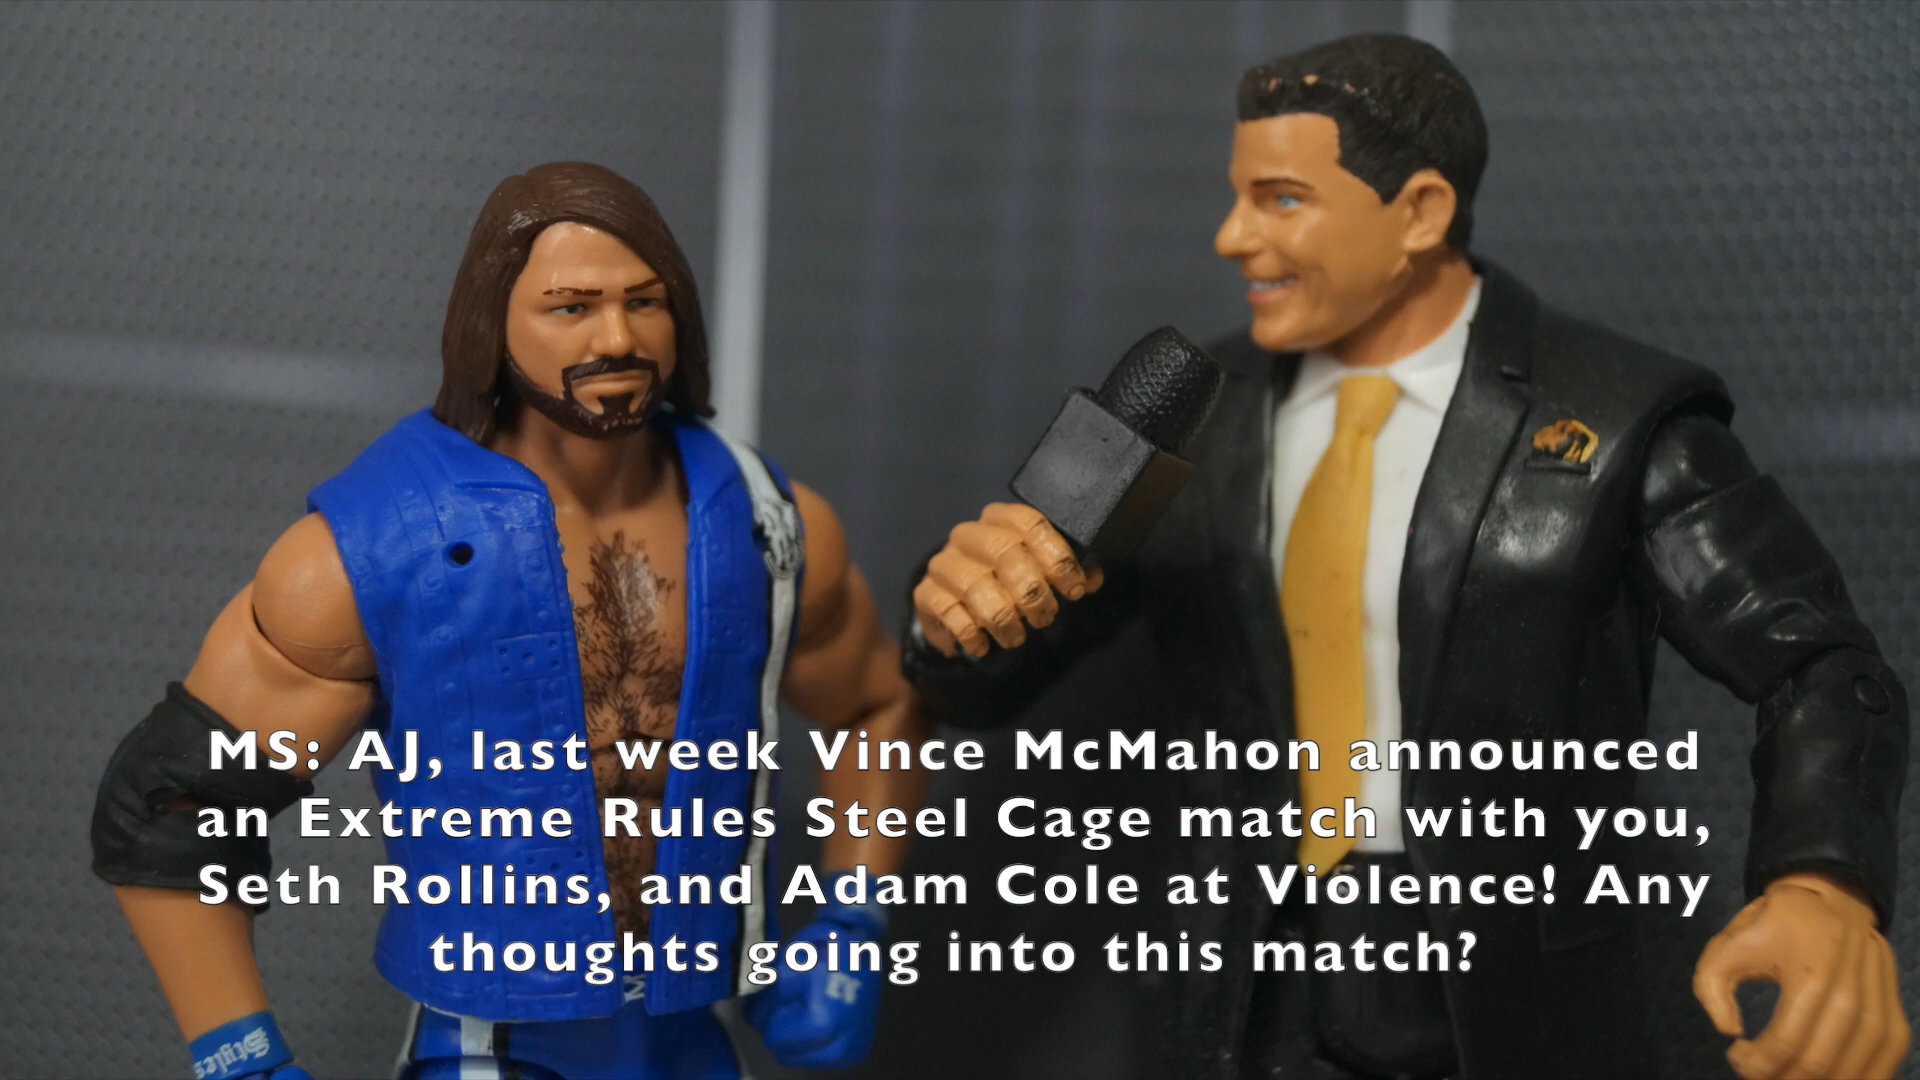 MS: AJ, last week Vince McMahon announced
an Extreme Rules Steel Cage match with you,
Seth Rollins, and Adam Cole at Violence! Any
thoughts going into this match?
Styles